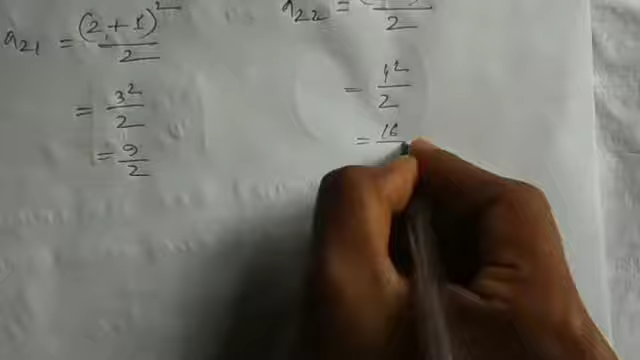 a₂₁ = (2 + 1)²/2
= 3²/2
= 9/2
a₂₂ = /2
= 4²/2
= 16